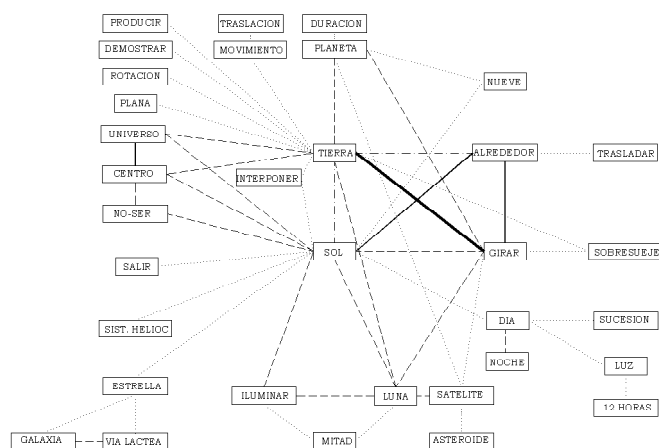 PRODUCIR
TRASLACION
DURACION
DEMOSTRAR
MOVIMIENTO
PLANETA
ROTACION
NUEVE
PLANA
UNIVERSO
TIERRA
ALREDEDOR
TRASLADAR
CENTRO
INTERPONER
NO-SER
SOL
GIRAR
SOBRESUEJE
SALIR
SIST. HELIOC
DIA
SUCESION
NOCHE
LUZ
ESTRELLA
ILUMINAR
LUNA
SATELITE
12 HORAS
GALAXIA
VIA LACTEA
MITAD
ASTEROIDE